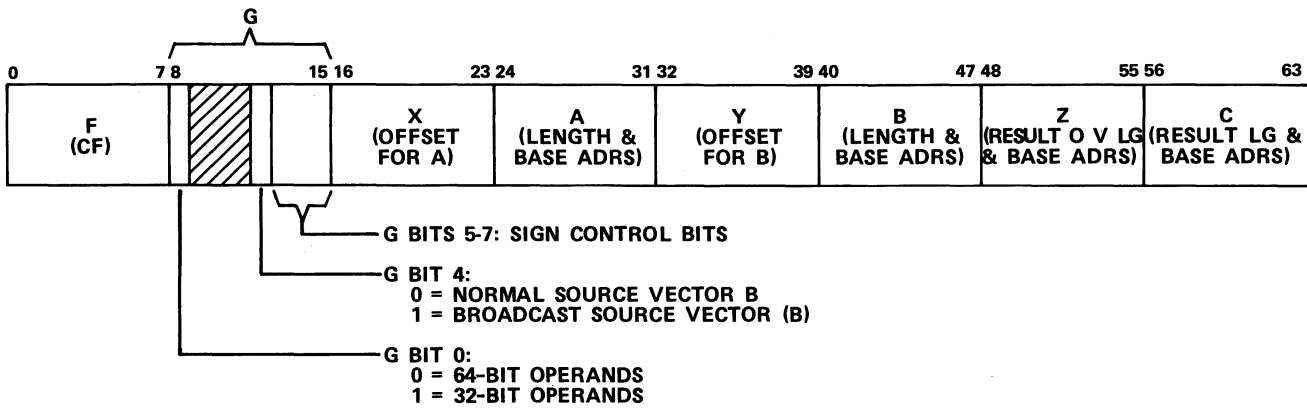 G
0 7 8 15 16 23 24 31 32 39 40 47 48 55 56 63
F
(CF)
X
(OFFSET
FOR A)
A
(LENGTH &
BASE ADRS)
Y
(OFFSET
FOR B)
B
(LENGTH &
BASE ADRS)
Z
(RESULT O V LG
& BASE ADRS)
C
(RESULT LG &
BASE ADRS)
G BITS 5-7: SIGN CONTROL BITS
G BIT 4:
0 = NORMAL SOURCE VECTOR B
1 = BROADCAST SOURCE VECTOR (B)
G BIT 0:
0 = 64-BIT OPERANDS
1 = 32-BIT OPERANDS